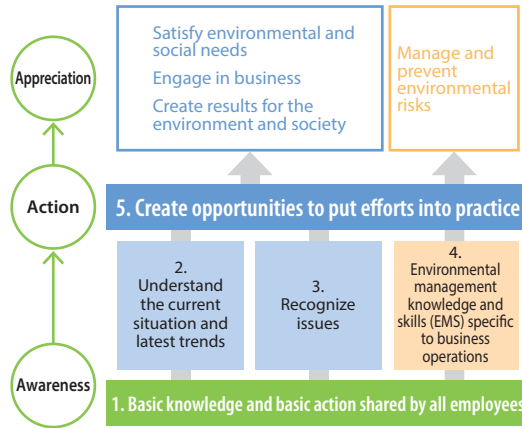 Appreciation
Action
Awareness
Satisfy environmental and
social needs
Engage in business
Create results for the
environment and society
Manage and
prevent
environmental
risks
5. Create opportunities to put efforts into practice
2.
Understand
the current
situation and
latest trends
3.
Recognize
issues
4.
Environmental
management
knowledge and
skills (EMS) specific
to business
operations
1. Basic knowledge and basic action shared by all employees